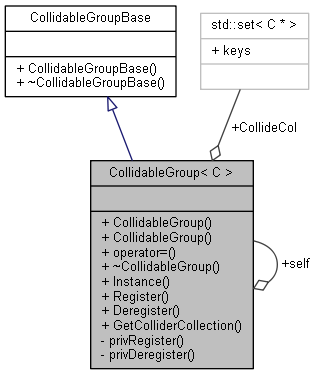 CollidableGroupBase
+ CollidableGroupBase()
+ ~CollidableGroupBase()
std::set< C * >
+ keys
+CollideCol
CollidableGroup< C >
+ CollidableGroup()
+ CollidableGroup()
+ operator=()
+ ~CollidableGroup()
+ Instance()
+ Register()
+ Deregister()
+ GetColliderCollection()
- privRegister()
- privDeregister()
+self